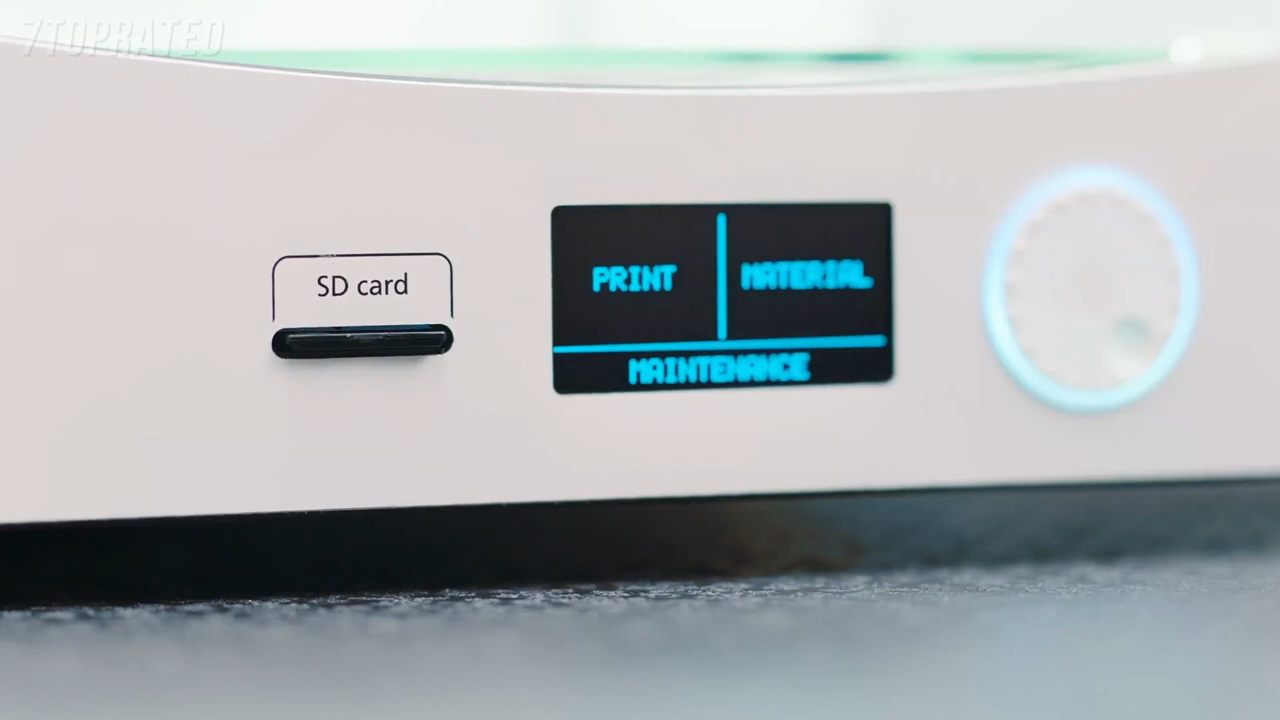 7TOPRATED
SD card
PRINT
MATERIAL
MAINTENANCE